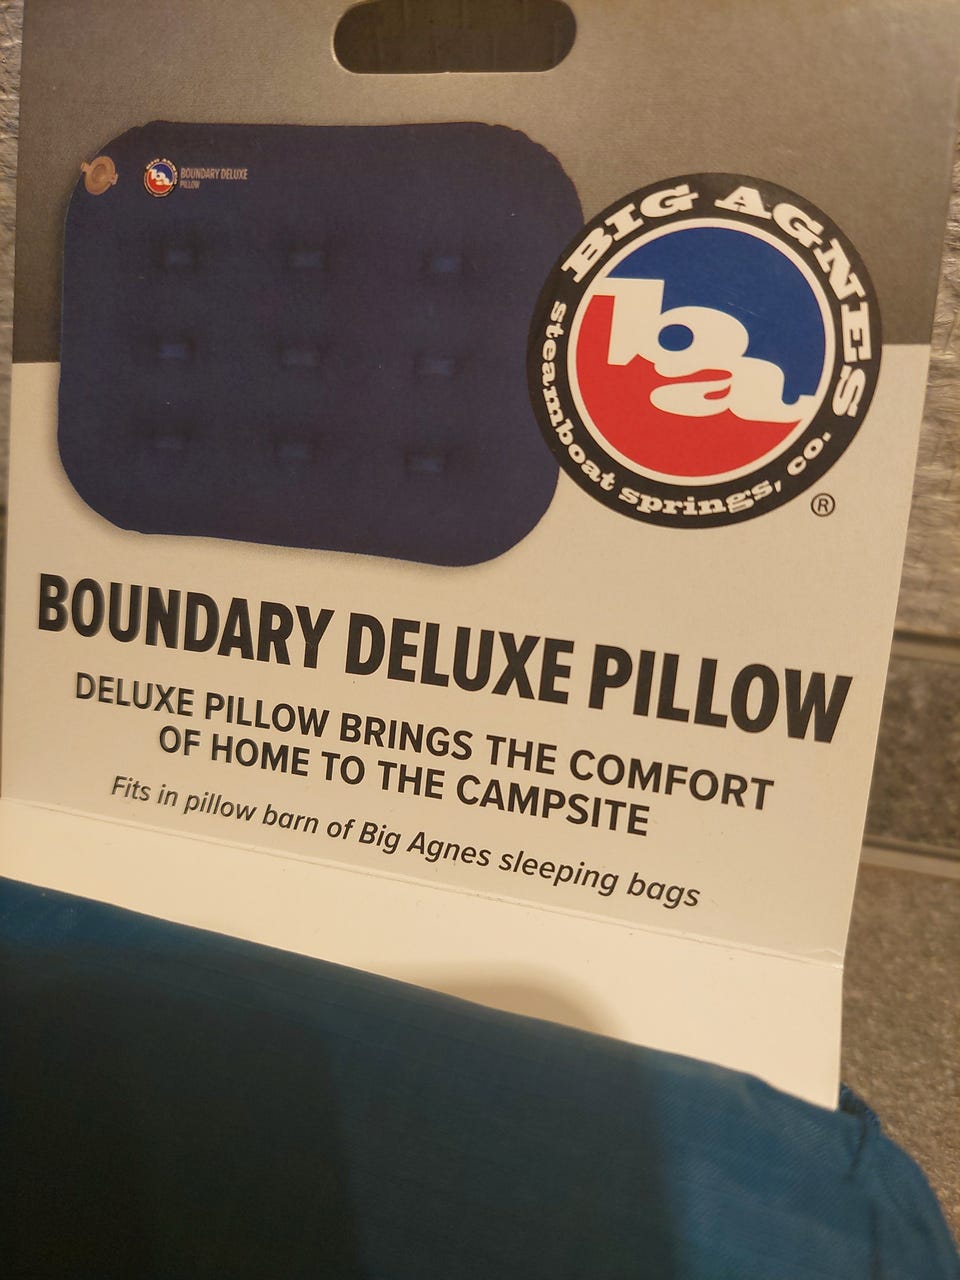 BOUNDARY DELUXE
PILLOW
BIG AGNES
ba
steamboat springs, co.
®
BOUNDARY DELUXE PILLOW
DELUXE PILLOW BRINGS THE COMFORT
OF HOME TO THE CAMPSITE
Fits in pillow barn of Big Agnes sleeping bags